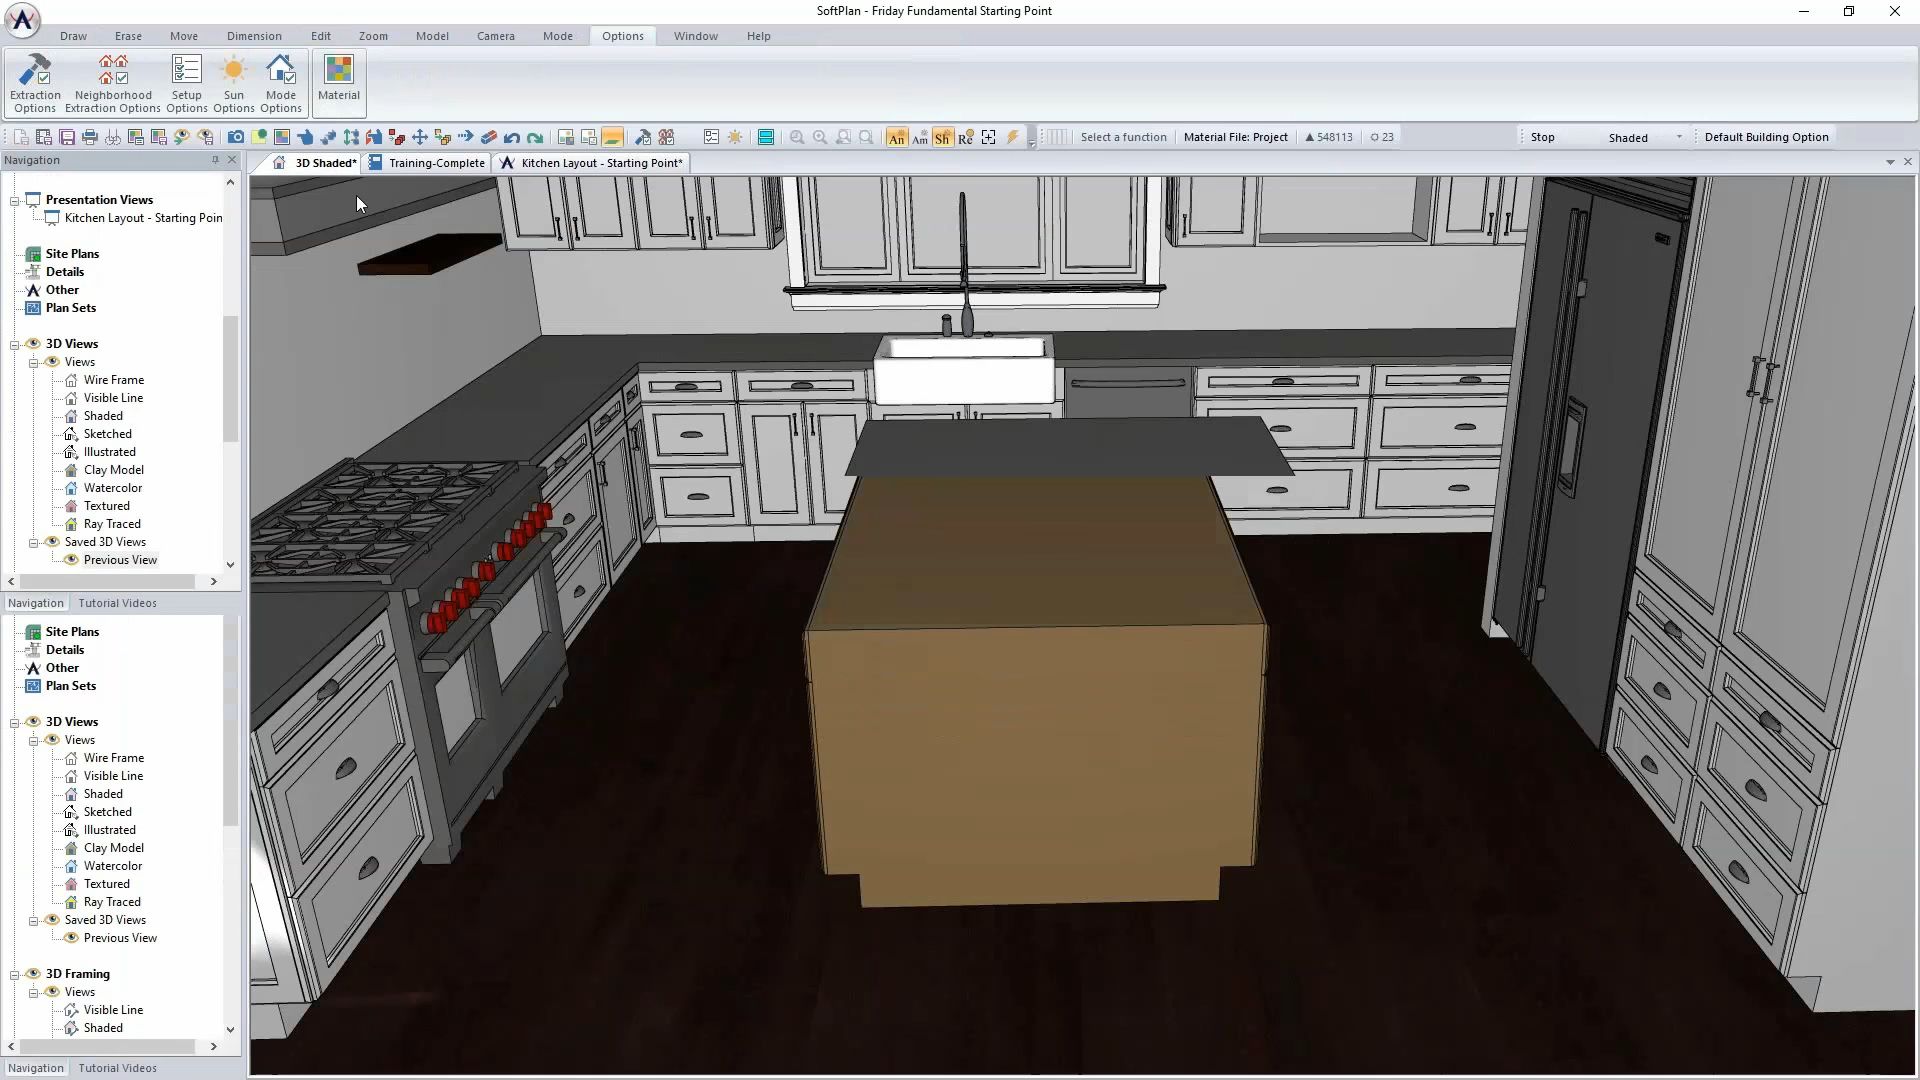 SoftPlan - Friday Fundamental Starting Point
Draw Erase Move Dimension Edit Zoom Model Camera Mode Options Window Help
Extraction Options
Neighborhood Extraction Options
Setup Options
Sun Options
Mode Options
Material
An Am Sh Re
Select a function
Material File: Project
548113
23
Stop
Shaded
Default Building Option
Navigation
3D Shaded*
Training-Complete
Kitchen Layout - Starting Point*
Presentation Views
Kitchen Layout - Starting Poin
Site Plans
Details
Other
Plan Sets
3D Views
Views
Wire Frame
Visible Line
Shaded
Sketched
Illustrated
Clay Model
Watercolor
Textured
Ray Traced
Saved 3D Views
Previous View
Navigation Tutorial Videos
Site Plans
Details
Other
Plan Sets
3D Views
Views
Wire Frame
Visible Line
Shaded
Sketched
Illustrated
Clay Model
Watercolor
Textured
Ray Traced
Saved 3D Views
Previous View
3D Framing
Views
Visible Line
Shaded
Navigation Tutorial Videos